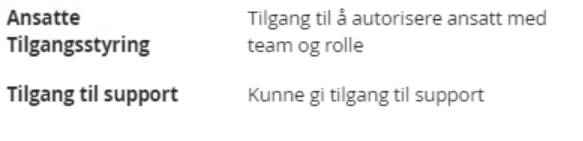 Ansatte Tilgang til å autorisere ansatt med
Tilgangsstyring team og rolle
Tilgang til support Kunne gi tilgang til support